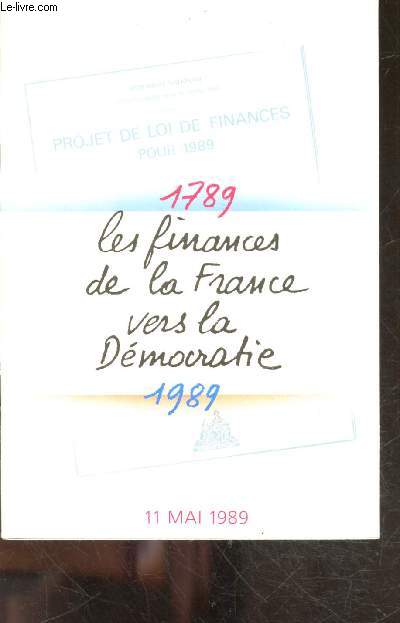 © Le-livre.com
PROJET DE LOI DE FINANCES
POUR 1989
1789
les finances
de la France
vers la
Démocratie
1989
11 MAI 1989